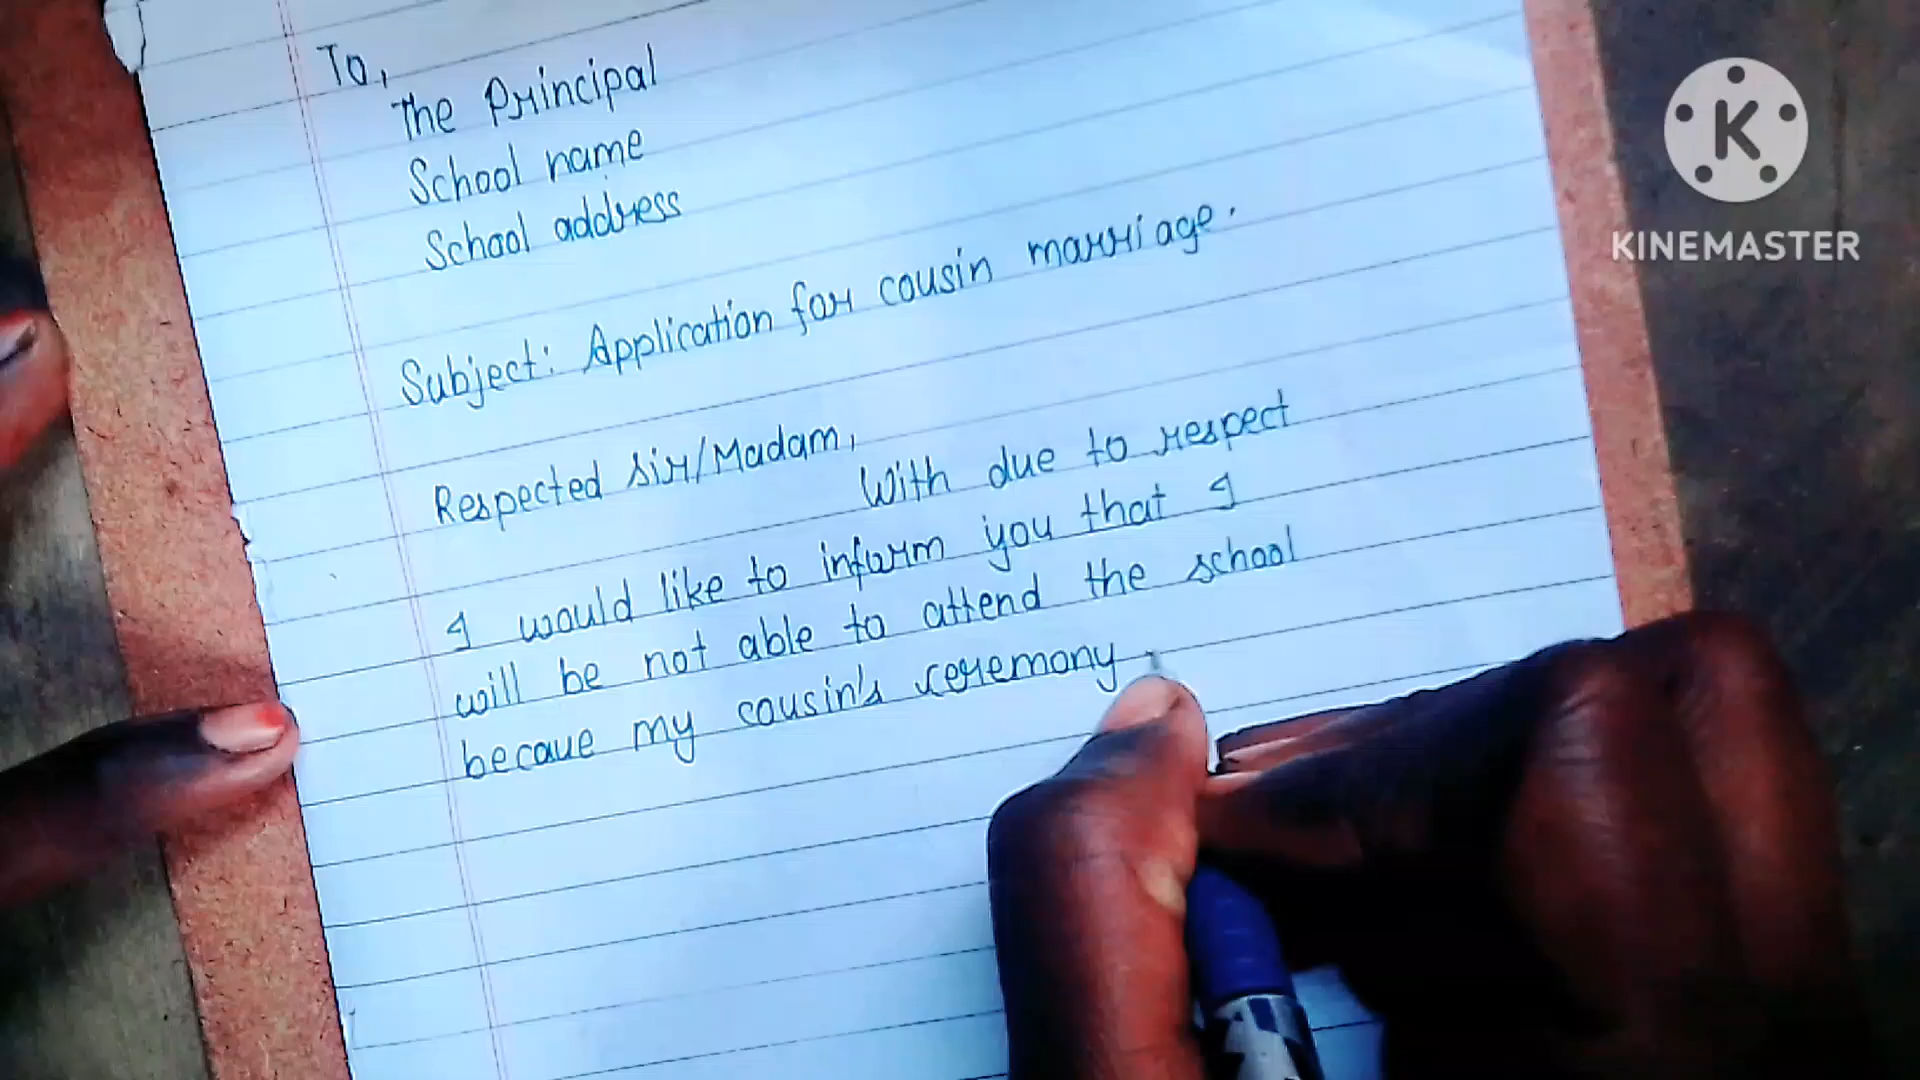 To,
The Principal
School name
School address
Subject: Application for cousin marriage.
Respected Sir/Madam,
With due to respect
I would like to inform you that I
will be not able to attend the school
becaue my cousin's ceremony
K
KINEMASTER